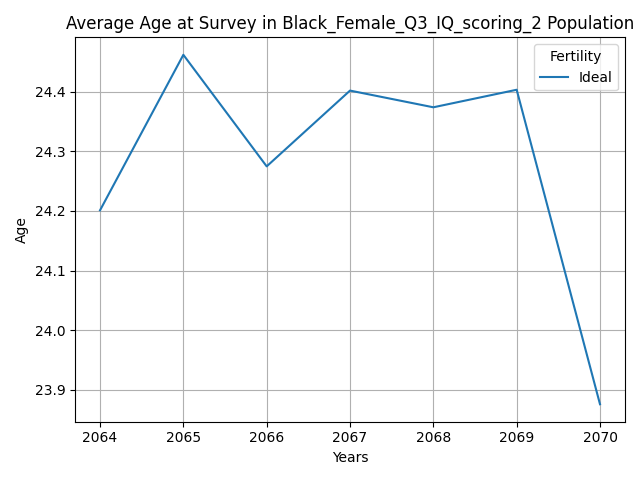 Average Age at Survey in Black_Female_Q3_IQ_scoring_2 Population
Fertility
Ideal
24.4
24.3
24.2
24.1
24.0
23.9
Age
2064 2065 2066 2067 2068 2069 2070
Years